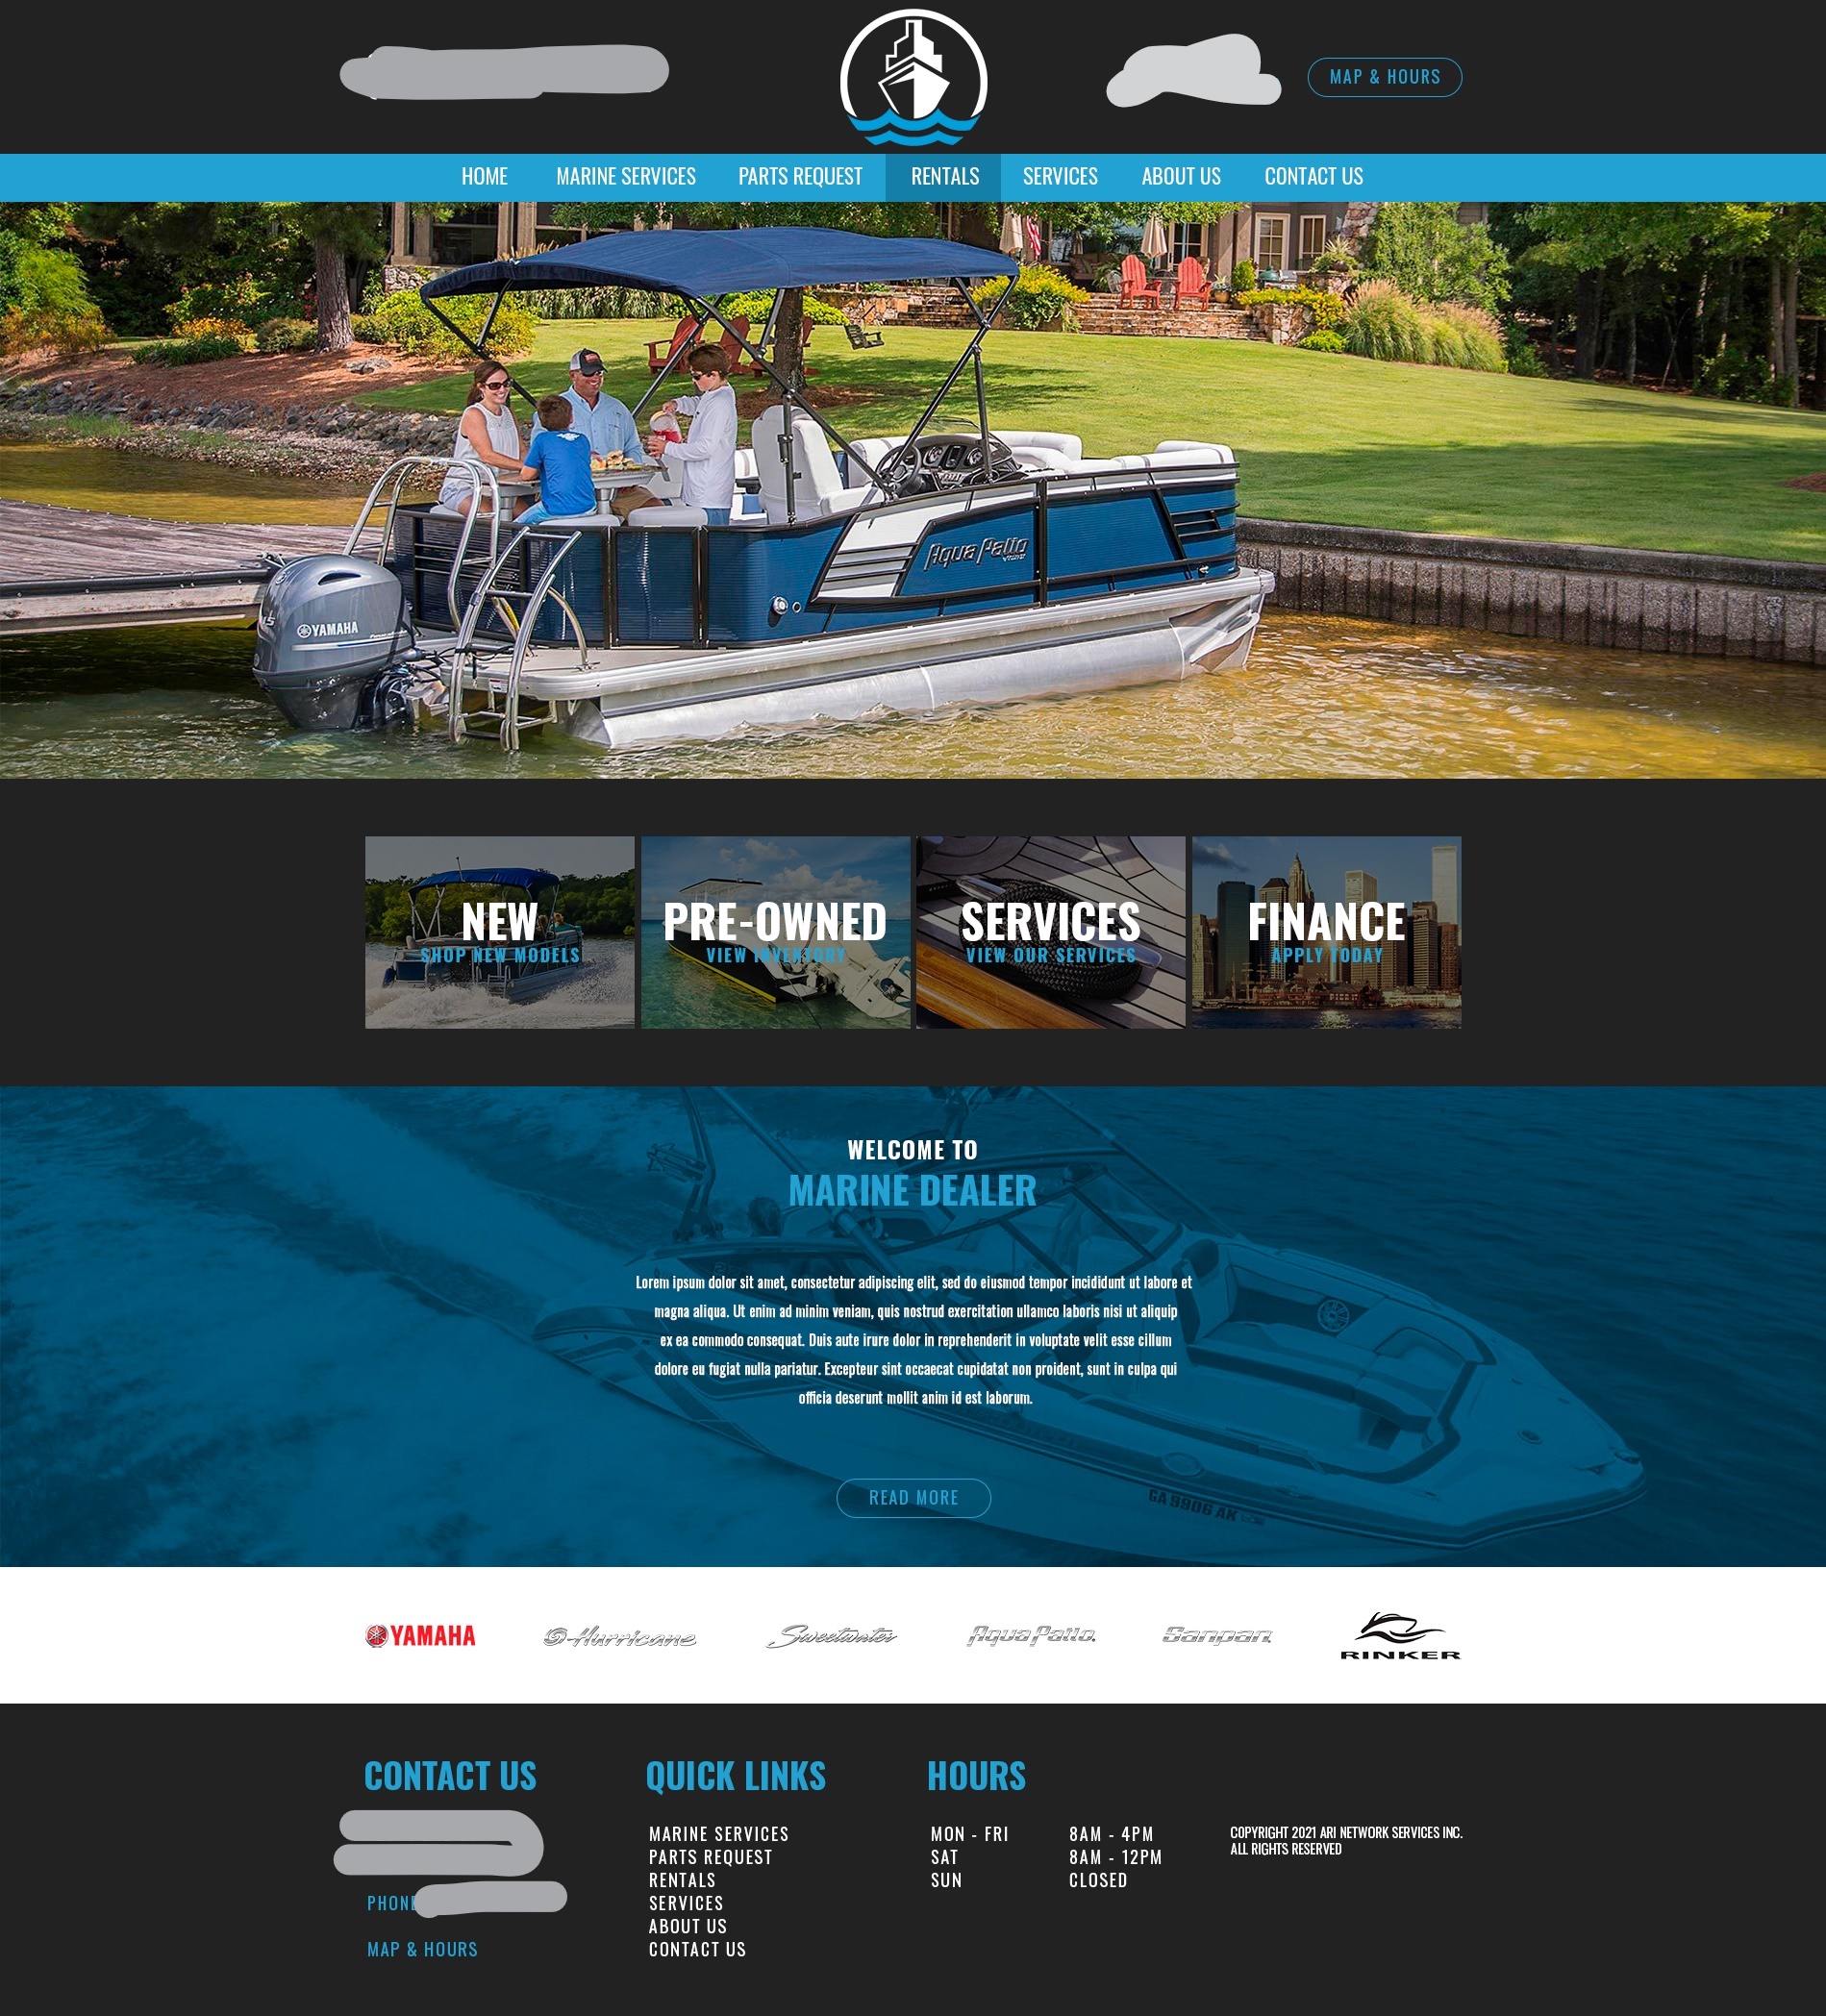 MAP & HOURS
HOME MARINE SERVICES PARTS REQUEST RENTALS SERVICES ABOUT US CONTACT US
Aqua Patio
YAMAHA
NEW
SHOP NEW MODELS
PRE-OWNED
VIEW INVENTORY
SERVICES
VIEW OUR SERVICES
FINANCE
APPLY TODAY
WELCOME TO
MARINE DEALER
Lorem ipsum dolor sit amet, consectetur adipiscing elit, sed do eiusmod tempor incididunt ut labore et
magna aliqua. Ut enim ad minim veniam, quis nostrud exercitation ullamco laboris nisi ut aliquip
ex ea commodo consequat. Duis aute irure dolor in reprehenderit in voluptate velit esse cillum
dolore eu fugiat nulla pariatur. Excepteur sint occaecat cupidatat non proident, sunt in culpa qui
officia deserunt mollit anim id est laborum.
GA 9906 AK
READ MORE
YAMAHA Hurricane Sweetwater AquaPatio Sanpan RINKER
CONTACT US
PHONE
MAP & HOURS
QUICK LINKS
MARINE SERVICES
PARTS REQUEST
RENTALS
SERVICES
ABOUT US
CONTACT US
HOURS
MON - FRI 8AM - 4PM
SAT 8AM - 12PM
SUN CLOSED
COPYRIGHT 2021 ARI NETWORK SERVICES INC.
ALL RIGHTS RESERVED